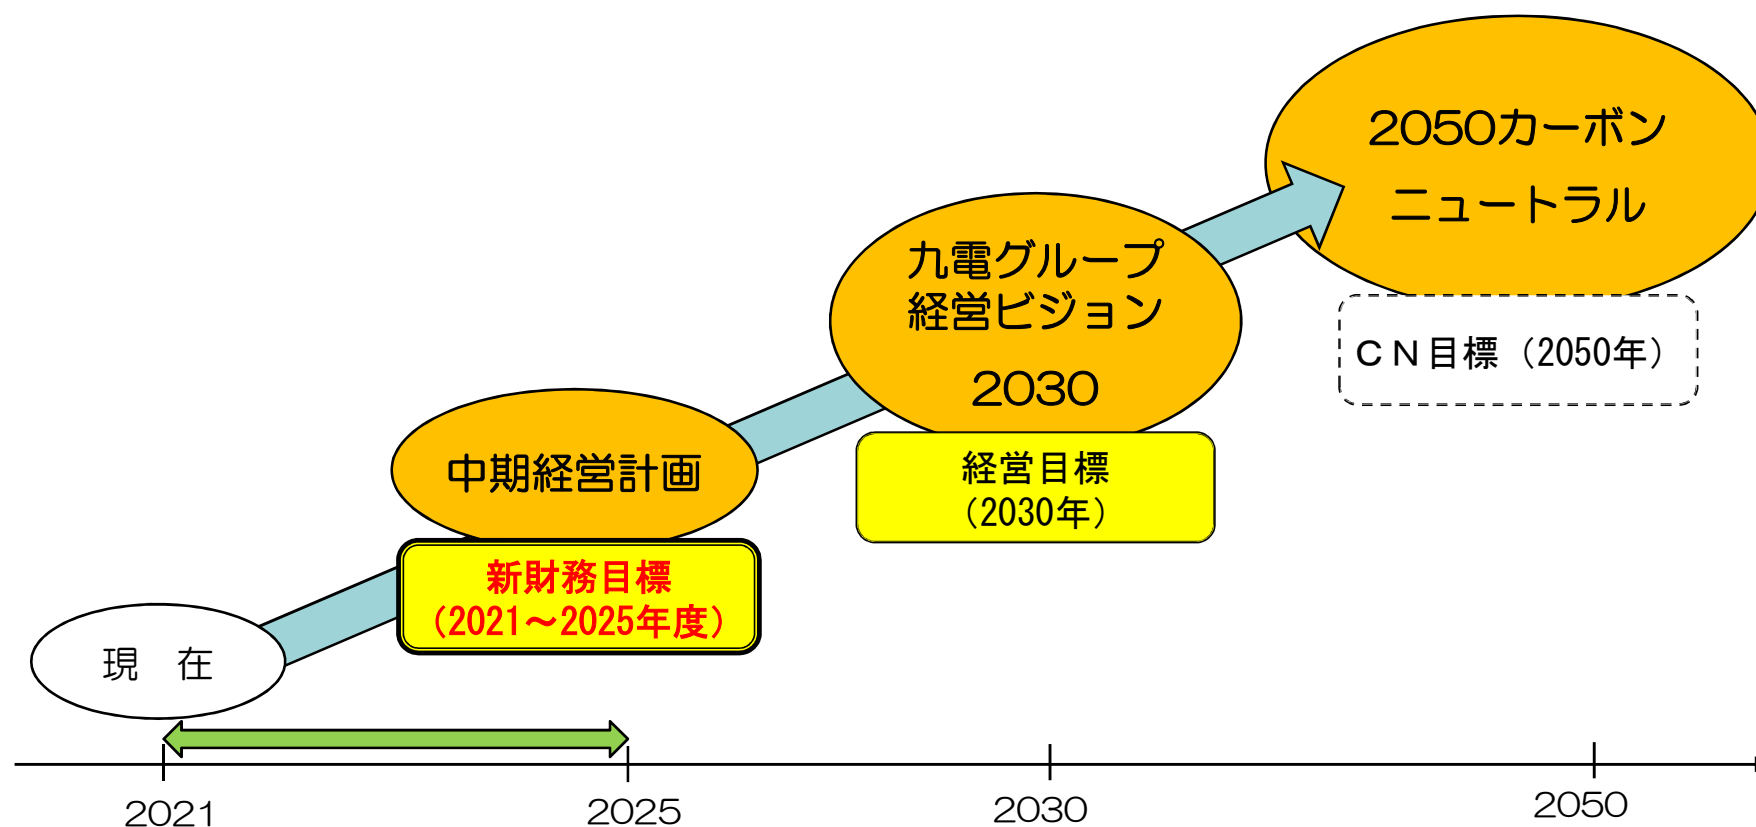 2050カーボン
ニュートラル
CN目標（2050年）
九電グループ
経営ビジョン
2030
経営目標
（2030年）
中期経営計画
新財務目標
（2021～2025年度）
現　在
2021
2025
2030
2050